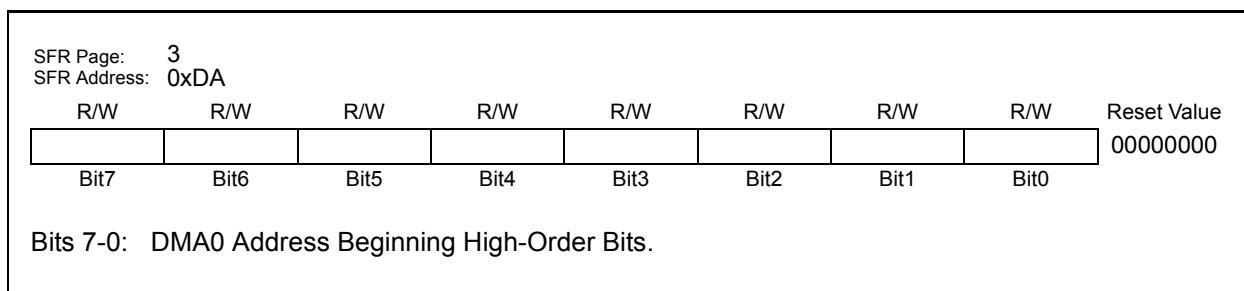 SFR Page: 3
SFR Address: 0xDA
R/W R/W R/W R/W R/W R/W R/W R/W Reset Value
00000000
Bit7 Bit6 Bit5 Bit4 Bit3 Bit2 Bit1 Bit0
Bits 7-0: DMA0 Address Beginning High-Order Bits.